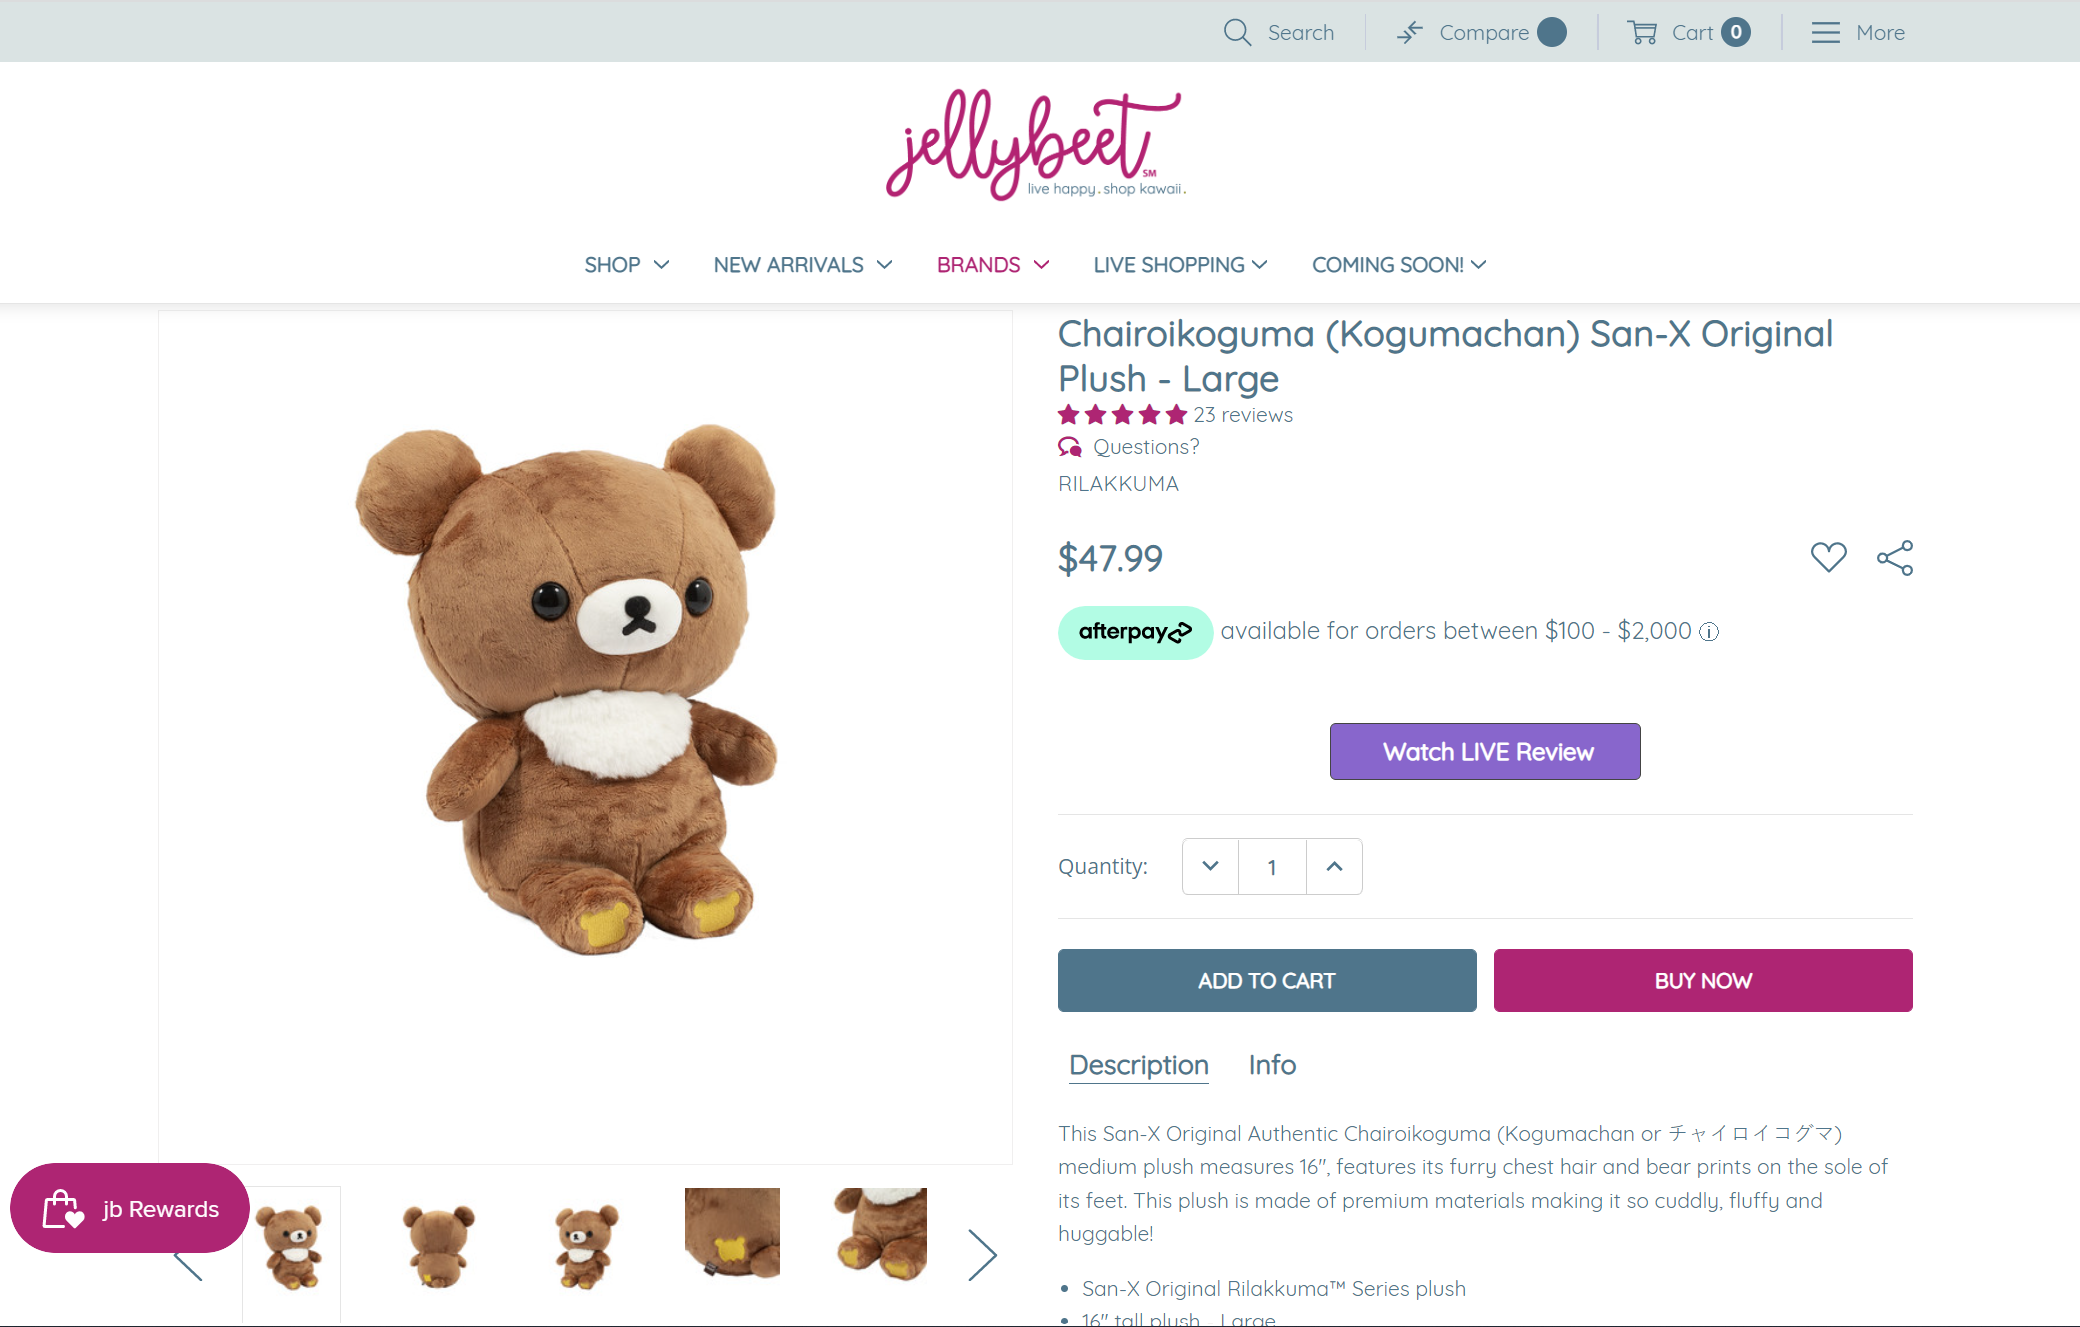 Search
Compare
Cart 0
More
jellybeet SM
live happy. shop kawaii.
SHOP
NEW ARRIVALS
BRANDS
LIVE SHOPPING
COMING SOON!
Chairoikoguma (Kogumachan) San-X Original
Plush - Large
23 reviews
Questions?
RILAKKUMA
$47.99
afterpay available for orders between $100 - $2,000
Watch LIVE Review
Quantity: 1
ADD TO CART
BUY NOW
Description Info
This San-X Original Authentic Chairoikoguma (Kogumachan or チャイロイコグマ)
medium plush measures 16", features its furry chest hair and bear prints on the sole of
its feet. This plush is made of premium materials making it so cuddly, fluffy and
huggable!
• San-X Original Rilakkuma™ Series plush
• 16" tall plush - Large
jb Rewards